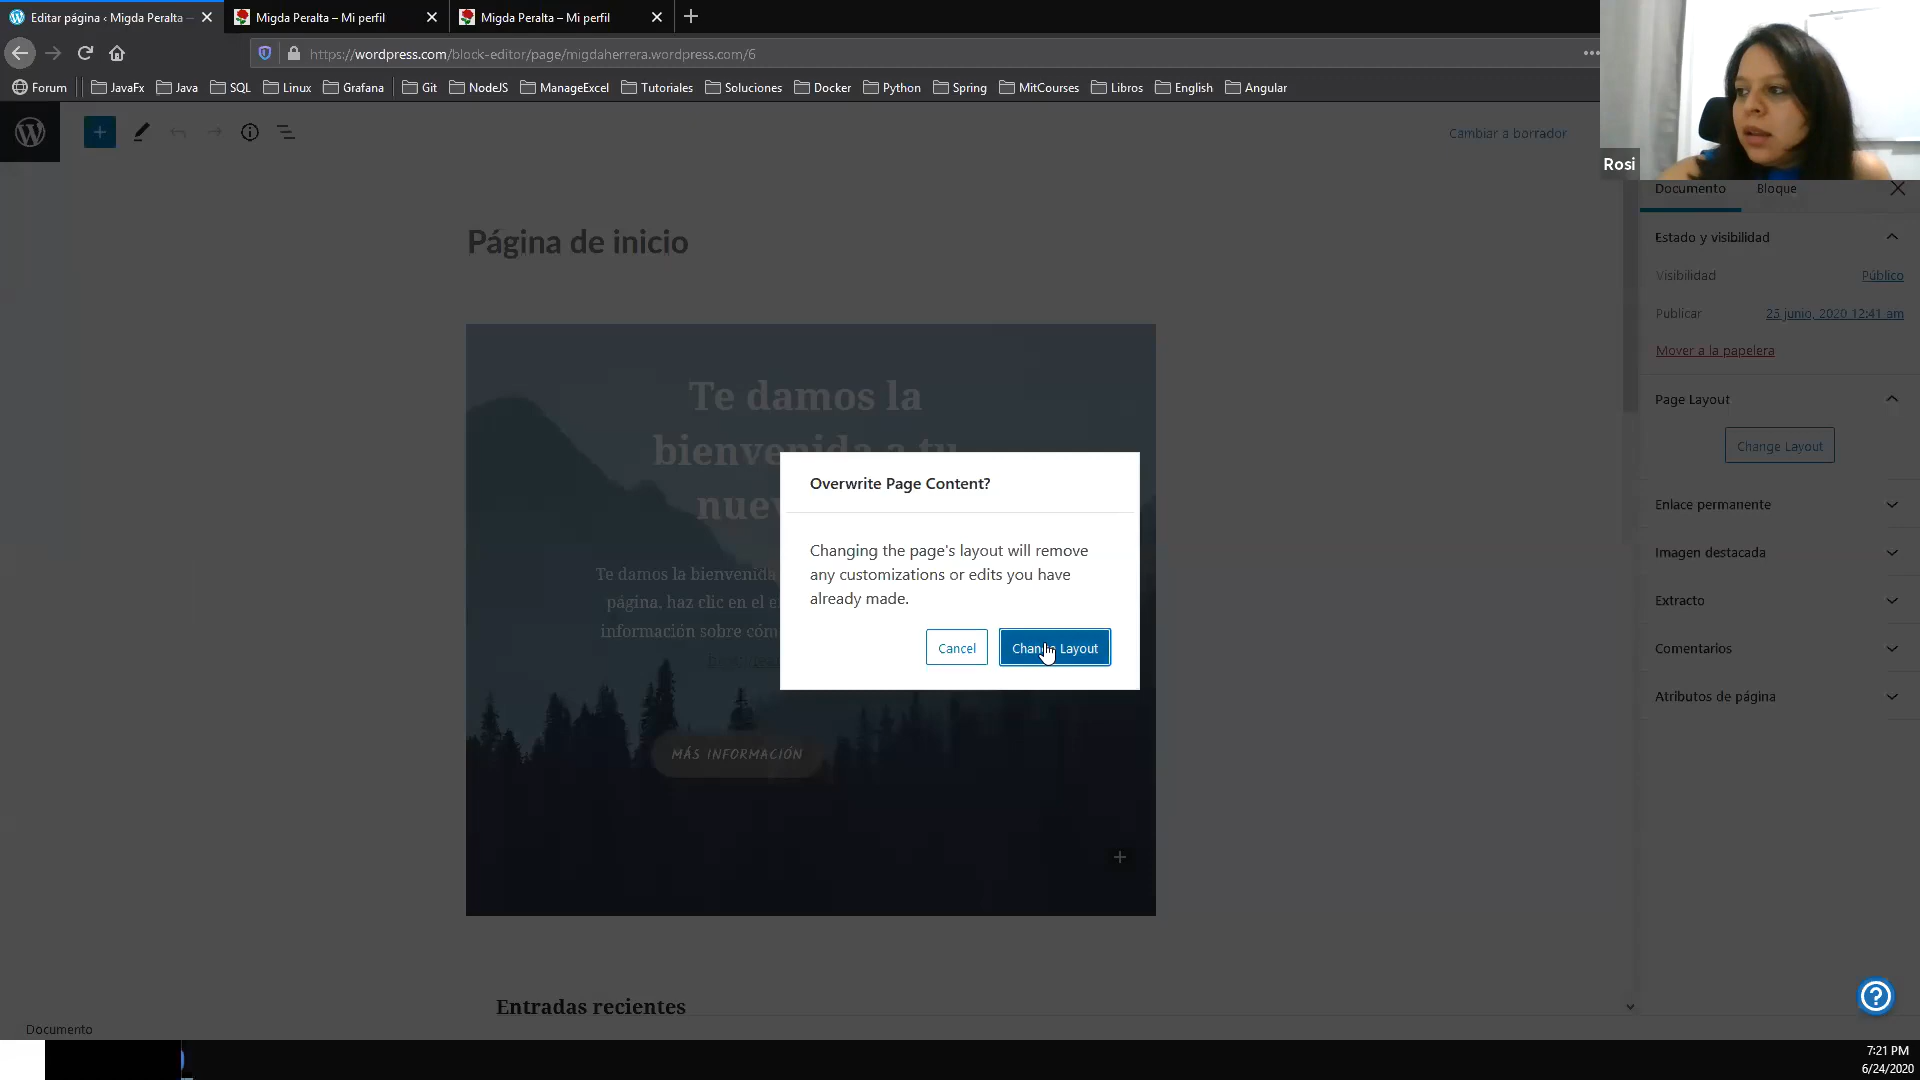 Editar página ‹ Migda Peralta —
Migda Peralta – Mi perfil
Migda Peralta – Mi perfil
https://wordpress.com/block-editor/page/migdaherrera.wordpress.com/6
Forum
JavaFx
Java
SQL
Linux
Grafana
Git
NodeJS
ManageExcel
Tutoriales
Soluciones
Docker
Python
Spring
MitCourses
Libros
English
Angular
Cambiar a borrador
Rosi
Documento
Bloque
Página de inicio
Estado y visibilidad
Visibilidad
Público
Publicar
25 junio, 2020 12:41 am
Mover a la papelera
Page Layout
Change Layout
Enlace permanente
Imagen destacada
Extracto
Comentarios
Atributos de página
Te damos la
bienvenida a tu
Te damos la bienvenida
página, haz clic en el
información sobre
MÁS INFORMACIÓN
Overwrite Page Content?
Changing the page's layout will remove
any customizations or edits you have
already made.
Cancel
Change Layout
Entradas recientes
Documento
7:21 PM
6/24/2020